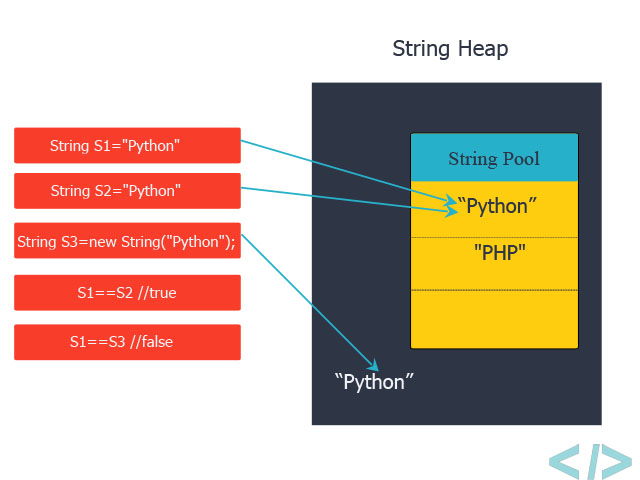 String Heap
String S1="Python"
String S2="Python"
String S3=new String("Python");
S1==S2 //true
S1==S3 //false
String Pool
“Python”
"PHP"
“Python”
</>